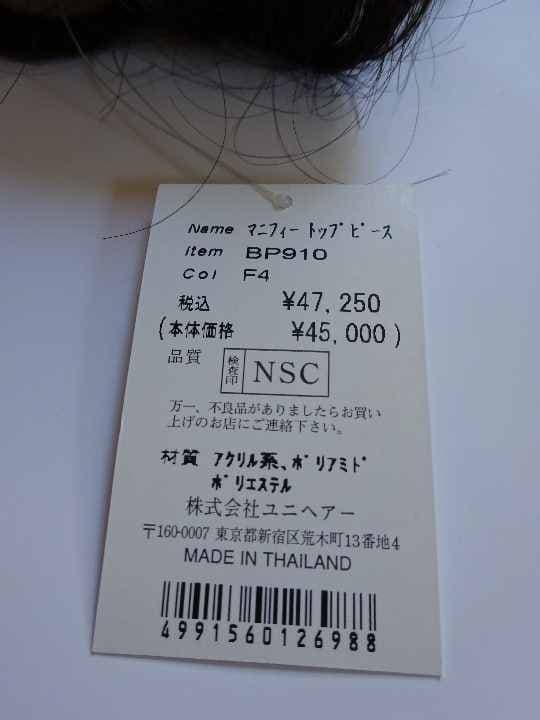 Name マニフィートップピース
Item BP910
Col F4
税込 ¥47,250
(本体価格 ¥45,000)
品質 検査印 NSC
万一、不良品がありましたらお買い
上げのお店にご連絡下さい。
材質 アクリル系、ポリアミド
ポリエステル
株式会社ユニヘアー
〒160-0007 東京都新宿区荒木町13番地4
MADE IN THAILAND
4991560126988